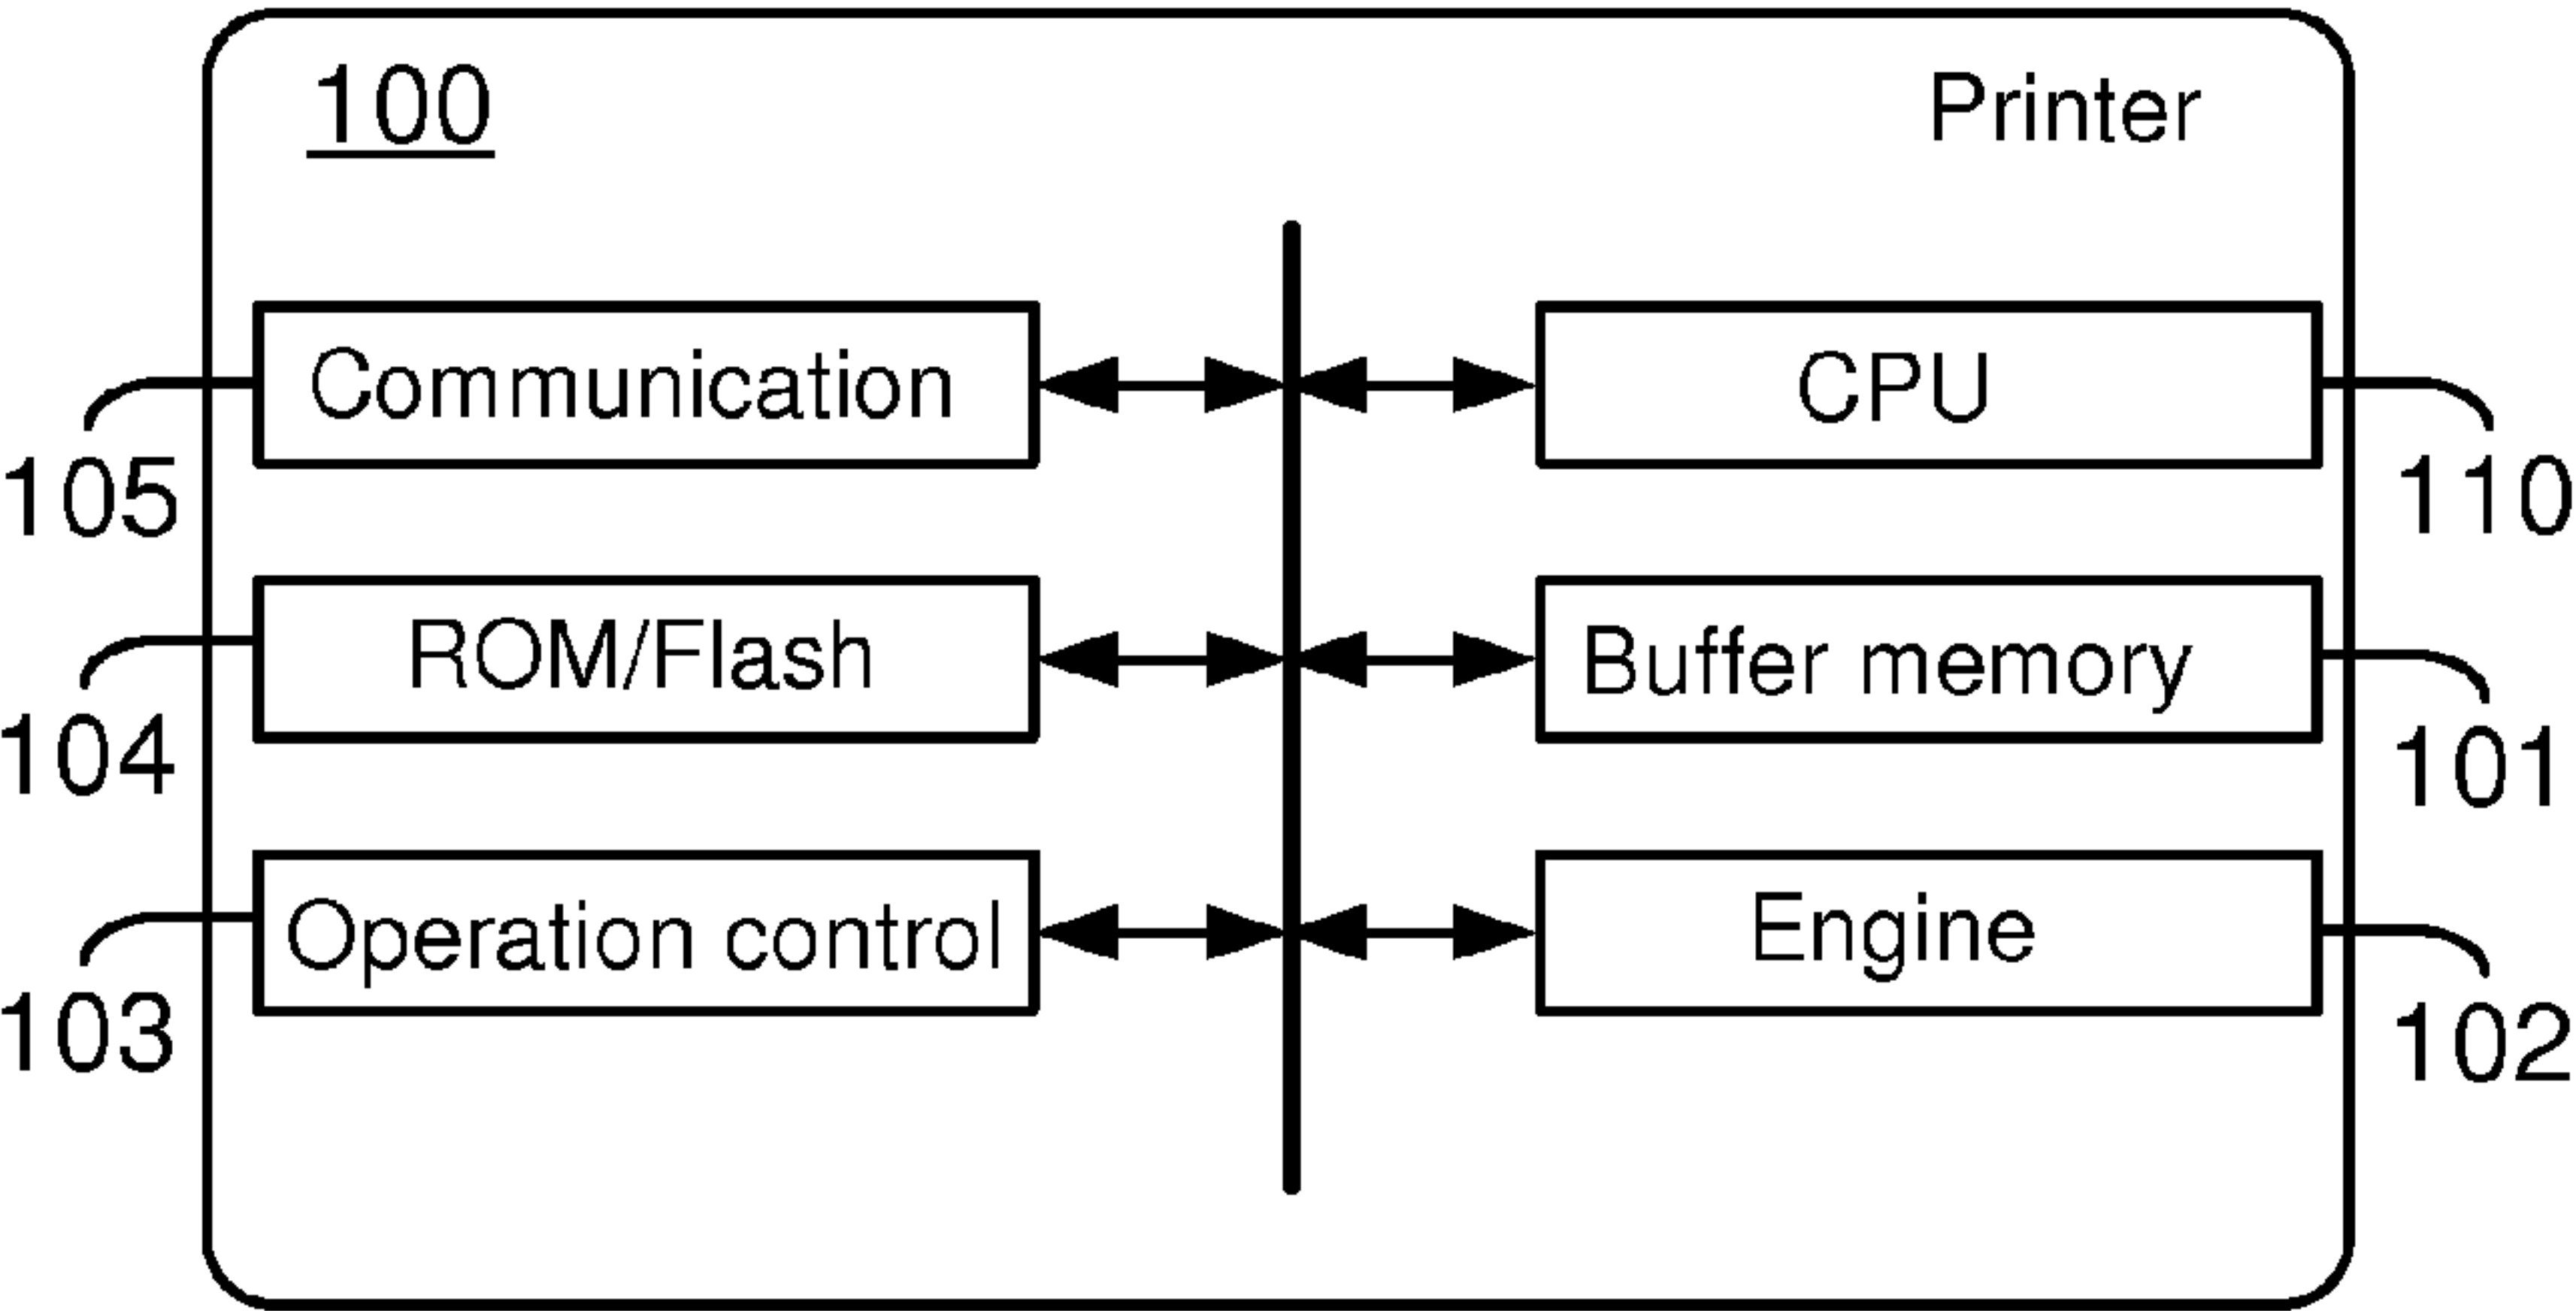 100
Printer
Communication
CPU
105
110
ROM/Flash
Buffer memory
104
101
Operation control
Engine
103
102